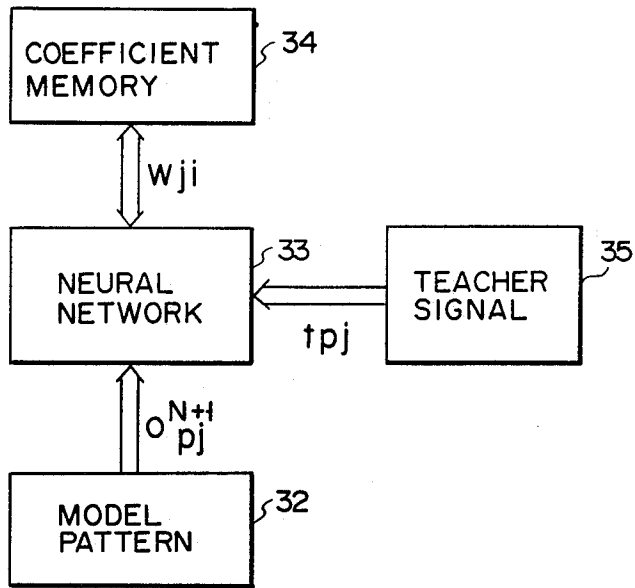 COEFFICIENT
MEMORY
34
Wji
NEURAL
NETWORK
33
TEACHER
SIGNAL
35
tpj
O^{N+1}_{pj}
MODEL
PATTERN
32